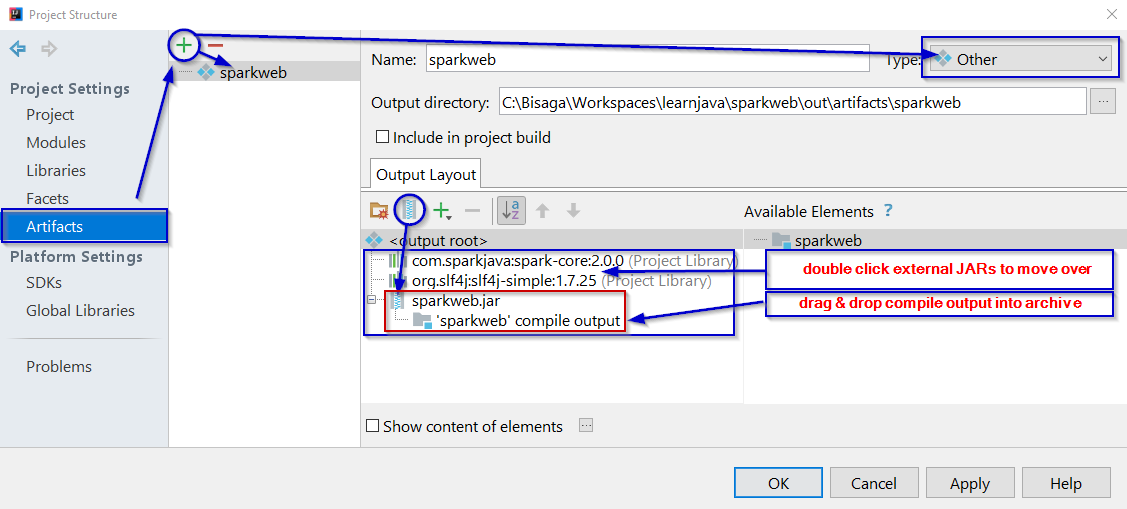 Project Structure
Project Settings
Project
Modules
Libraries
Facets
Artifacts
Platform Settings
SDKs
Global Libraries
Problems
sparkweb
Name: sparkweb Type: Other
Output directory: C:\Bisaga\Workspaces\learnjava\sparkweb\out\artifacts\sparkweb ...
Include in project build
Output Layout
a
z
Available Elements ?
<output root>
com.sparkjava:spark-core:2.0.0 (Project Library)
org.slf4j:slf4j-simple:1.7.25 (Project Library)
sparkweb.jar
'sparkweb' compile output
sparkweb
double click external JARs to move over
drag & drop compile output into archive
Show content of elements ...
OK Cancel Apply Help